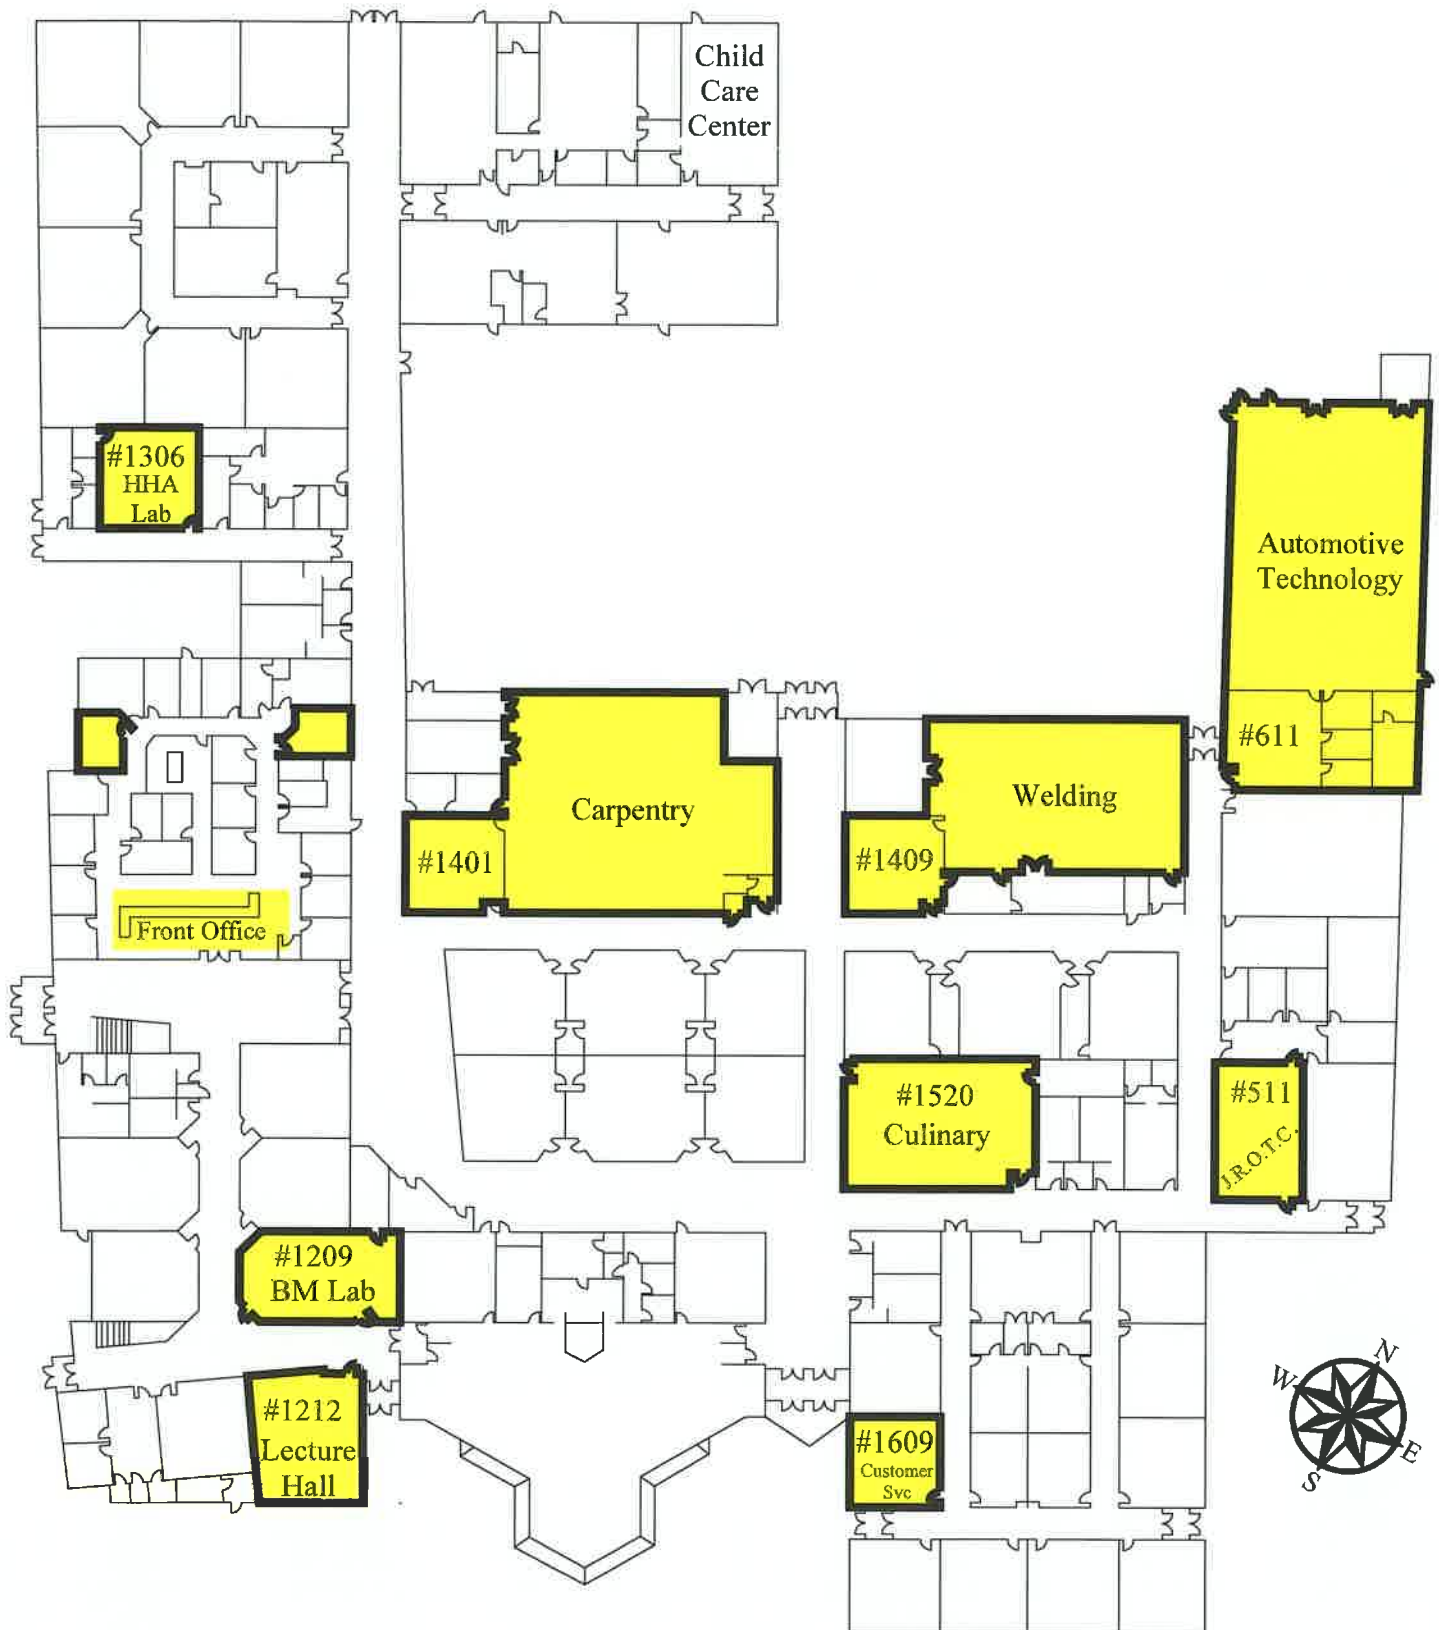 Child
Care
Center
#1306
HHA
Lab
Automotive
Technology
#611
Carpentry
#1401
Welding
#1409
Front Office
#1520
Culinary
#511
J.R.O.T.C.
#1209
BM Lab
#1212
Lecture
Hall
#1609
Customer
Svc
N
W
E
S